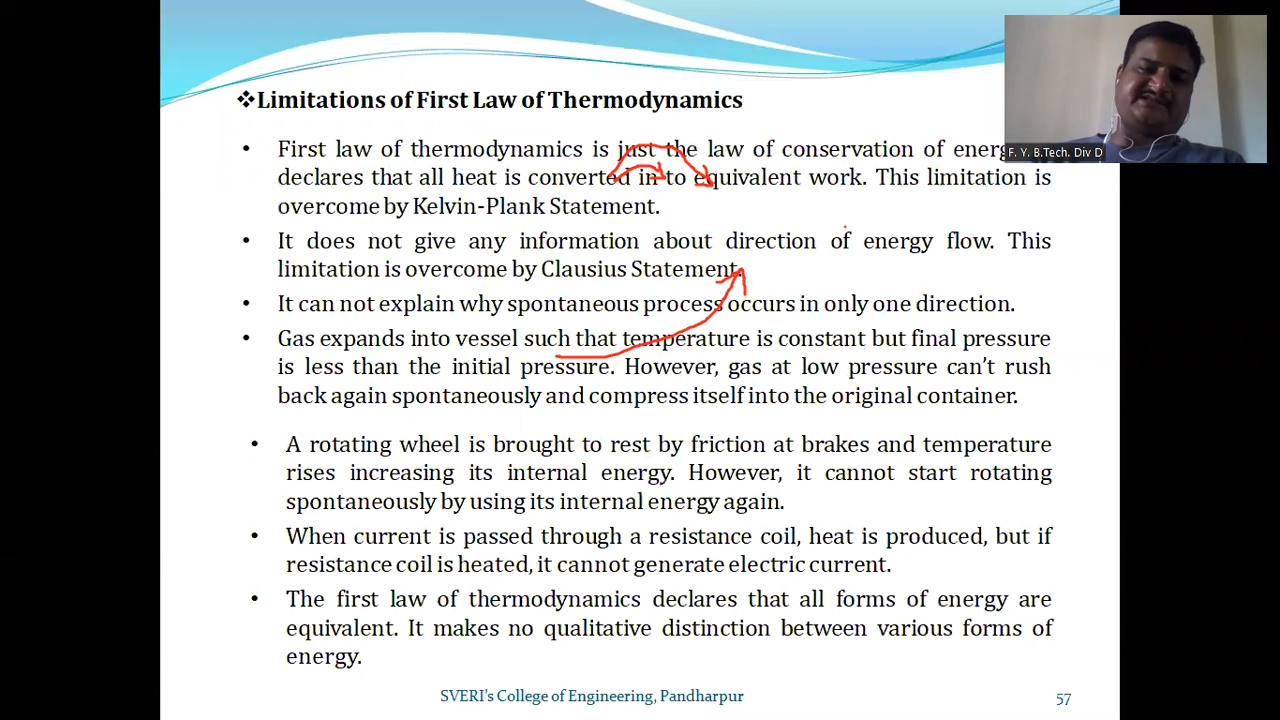 ❖Limitations of First Law of Thermodynamics
• First law of thermodynamics is just the law of conservation of energy
declares that all heat is converted in to equivalent work. This limitation is
overcome by Kelvin-Plank Statement.
• It does not give any information about direction of energy flow. This
limitation is overcome by Clausius Statement.
• It can not explain why spontaneous process occurs in only one direction.
• Gas expands into vessel such that temperature is constant but final pressure
is less than the initial pressure. However, gas at low pressure can't rush
back again spontaneously and compress itself into the original container.
• A rotating wheel is brought to rest by friction at brakes and temperature
rises increasing its internal energy. However, it cannot start rotating
spontaneously by using its internal energy again.
• When current is passed through a resistance coil, heat is produced, but if
resistance coil is heated, it cannot generate electric current.
• The first law of thermodynamics declares that all forms of energy are
equivalent. It makes no qualitative distinction between various forms of
energy.
SVERI's College of Engineering, Pandharpur
57
F. Y. B.Tech. Div D